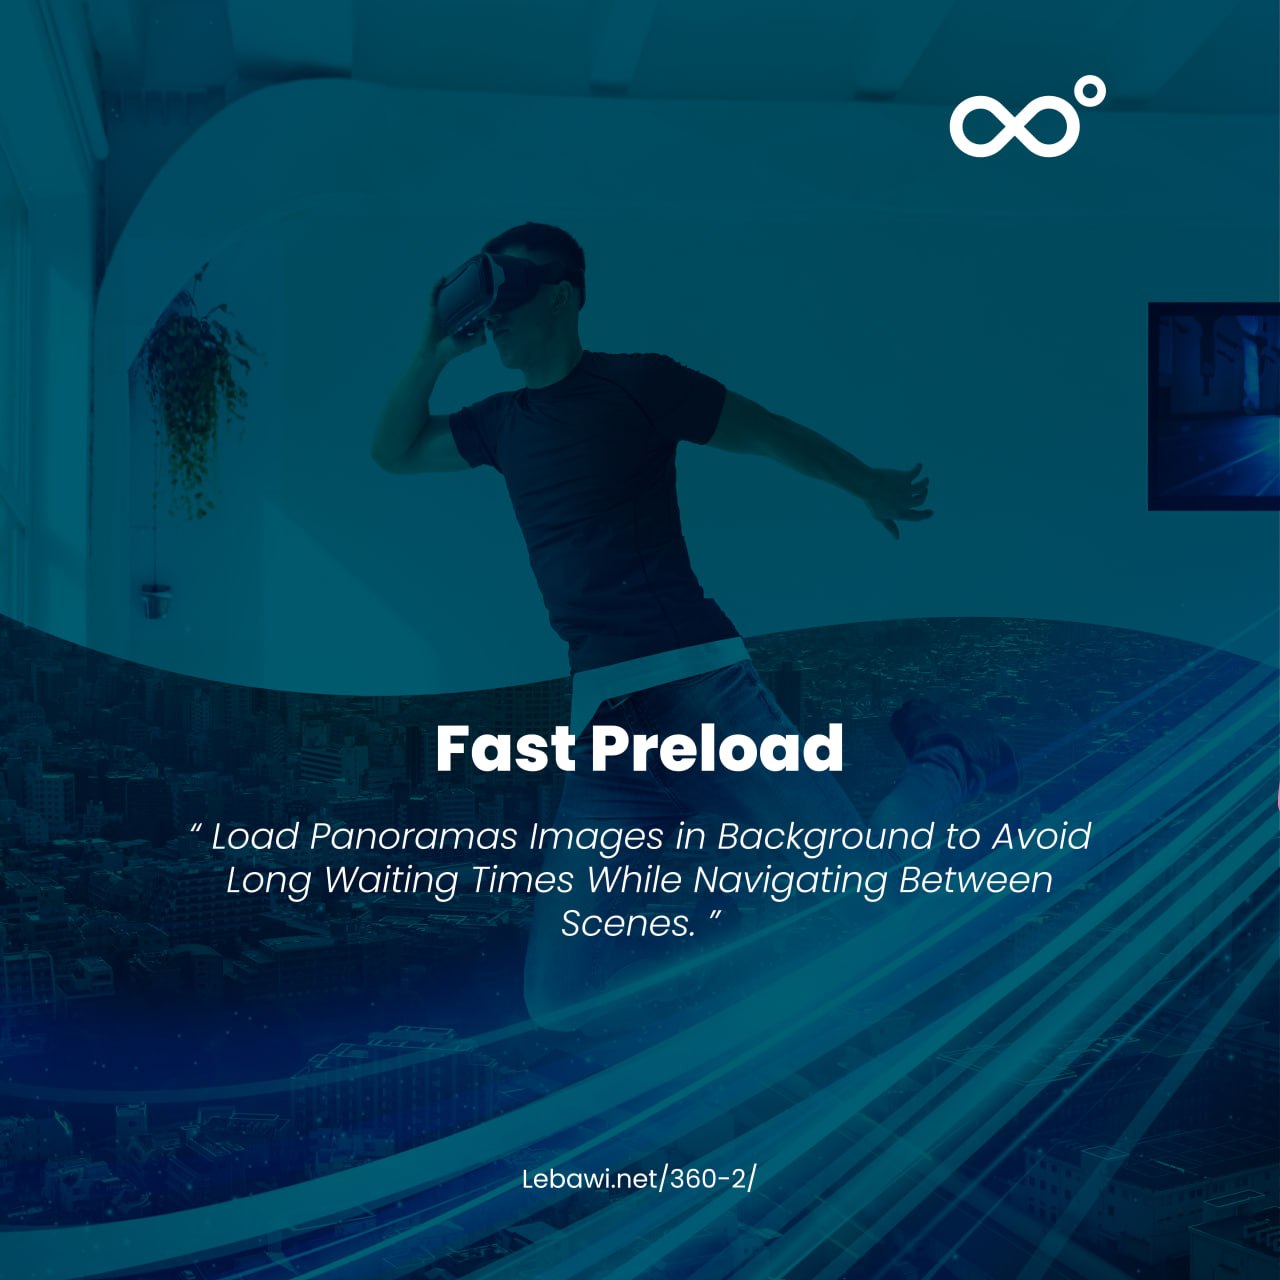 Fast Preload
“ Load Panoramas Images in Background to Avoid
Long Waiting Times While Navigating Between
Scenes. ”
Lebawi.net/360-2/